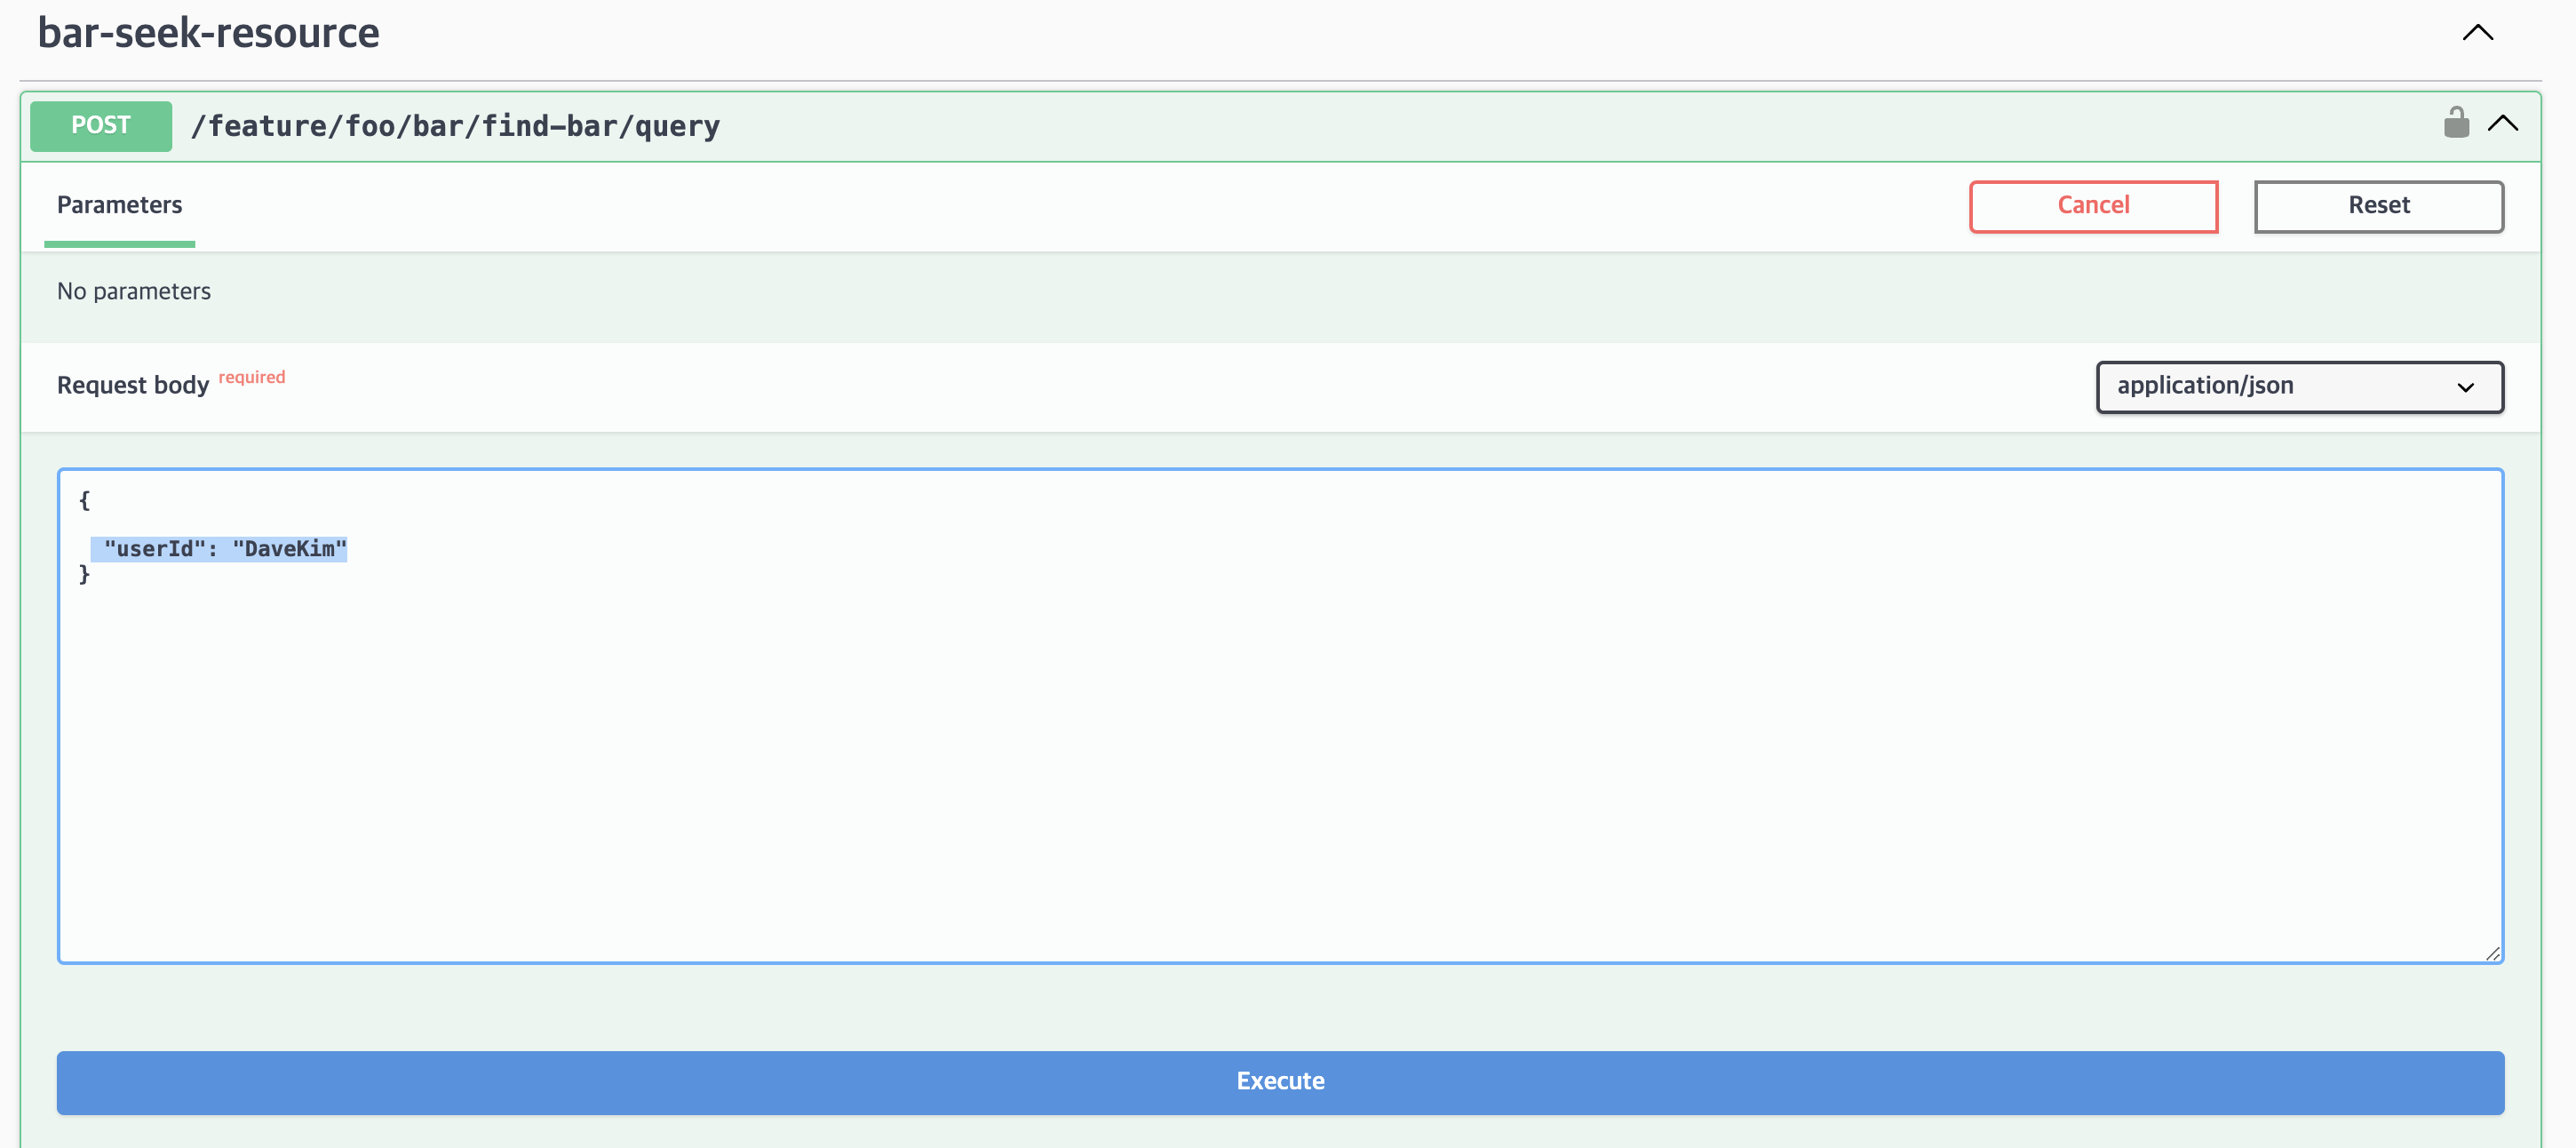 bar-seek-resource
POST /feature/foo/bar/find-bar/query
Parameters Cancel Reset
No parameters
Request body required application/json
{
"userId": "DaveKim"
}
Execute